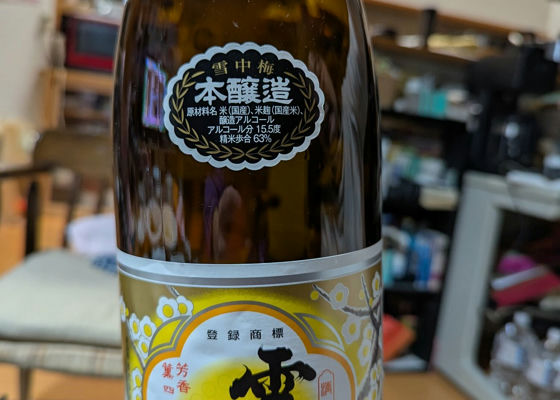 雪中梅
本醸造
原材料名 米(国産)、米麹(国産米)、
醸造アルコール
アルコール分 15.5度
精米歩合 63%
登録商標
芳香
雪